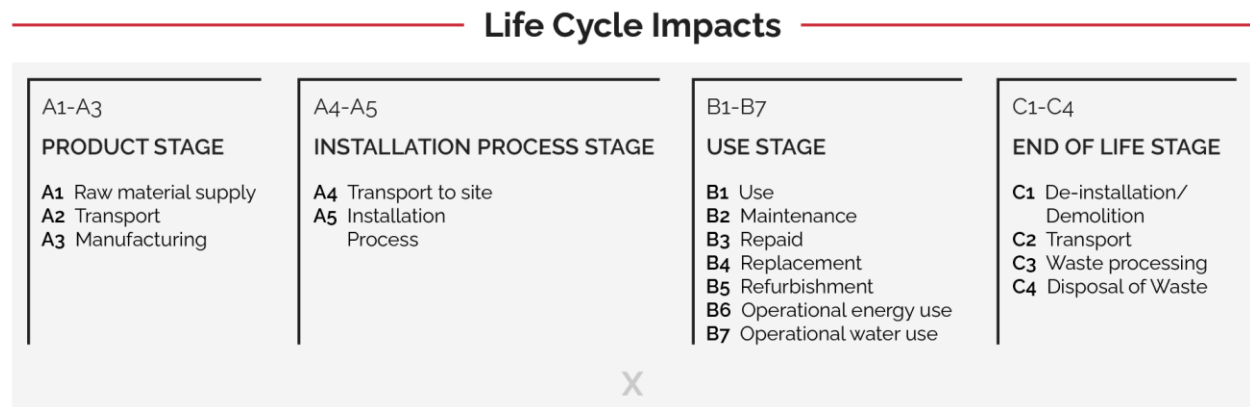 Life Cycle Impacts
A1-A3
PRODUCT STAGE
A1 Raw material supply
A2 Transport
A3 Manufacturing
A4-A5
INSTALLATION PROCESS STAGE
A4 Transport to site
A5 Installation
Process
B1-B7
USE STAGE
B1 Use
B2 Maintenance
B3 Repaid
B4 Replacement
B5 Refurbishment
B6 Operational energy use
B7 Operational water use
C1-C4
END OF LIFE STAGE
C1 De-installation/
Demolition
C2 Transport
C3 Waste processing
C4 Disposal of Waste
X